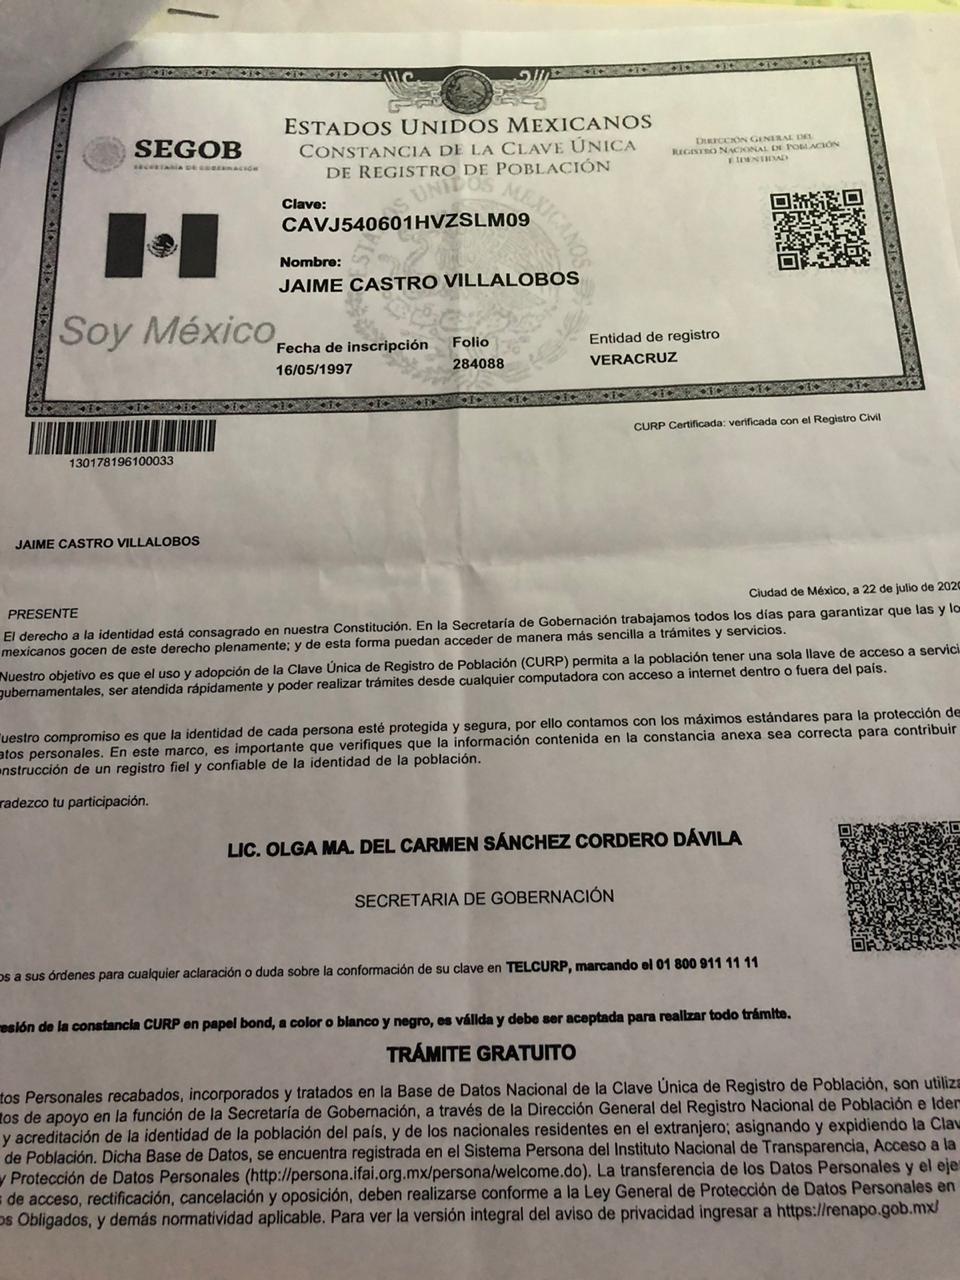 ESTADOS UNIDOS MEXICANOS
CONSTANCIA DE LA CLAVE ÚNICA
DE REGISTRO DE POBLACIÓN
SEGOB
SECRETARÍA DE GOBERNACIÓN
DIRECCIÓN GENERAL DEL
REGISTRO NACIONAL DE POBLACIÓN
E IDENTIDAD
Clave:
CAVJ540601HVZSLM09
Nombre:
JAIME CASTRO VILLALOBOS
Soy México
Fecha de inscripción
16/05/1997
Folio
284088
Entidad de registro
VERACRUZ
ESTADOS UNIDOS MEXICANOS
130178196100033
CURP Certificada: verificada con el Registro Civil
JAIME CASTRO VILLALOBOS
Ciudad de México, a 22 de julio de 2020
PRESENTE
El derecho a la identidad está consagrado en nuestra Constitución. En la Secretaría de Gobernación trabajamos todos los días para garantizar que las y lo
mexicanos gocen de este derecho plenamente; y de esta forma puedan acceder de manera más sencilla a trámites y servicios.
Nuestro objetivo es que el uso y adopción de la Clave Única de Registro de Población (CURP) permita a la población tener una sola llave de acceso a servici
gubernamentales, ser atendida rápidamente y poder realizar trámites desde cualquier computadora con acceso a internet dentro o fuera del país.
uestro compromiso es que la identidad de cada persona esté protegida y segura, por ello contamos con los máximos estándares para la protección de
atos personales. En este marco, es importante que verifiques que la información contenida en la constancia anexa sea correcta para contribuir
onstrucción de un registro fiel y confiable de la identidad de la población.
radezco tu participación.
LIC. OLGA MA. DEL CARMEN SÁNCHEZ CORDERO DÁVILA
SECRETARIA DE GOBERNACIÓN
os a sus órdenes para cualquier aclaración o duda sobre la conformación de su clave en TELCURP, marcando el 01 800 911 11 11
esión de la constancia CURP en papel bond, a color o blanco y negro, es válida y debe ser aceptada para realizar todo trámite.
TRÁMITE GRATUITO
tos Personales recabados, incorporados y tratados en la Base de Datos Nacional de la Clave Única de Registro de Población, son utiliza
tos de apoyo en la función de la Secretaría de Gobernación, a través de la Dirección General del Registro Nacional de Población e Iden
y acreditación de la identidad de la población del país, y de los nacionales residentes en el extranjero; asignando y expidiendo la Clav
de Población. Dicha Base de Datos, se encuentra registrada en el Sistema Persona del Instituto Nacional de Transparencia, Acceso a la
y Protección de Datos Personales (http://persona.ifai.org.mx/persona/welcome.do). La transferencia de los Datos Personales y el eje
de acceso, rectificación, cancelación y oposición, deben realizarse conforme a la Ley General de Protección de Datos Personales en
os Obligados, y demás normatividad aplicable. Para ver la versión integral del aviso de privacidad ingresar a https://renapo.gob.mx/